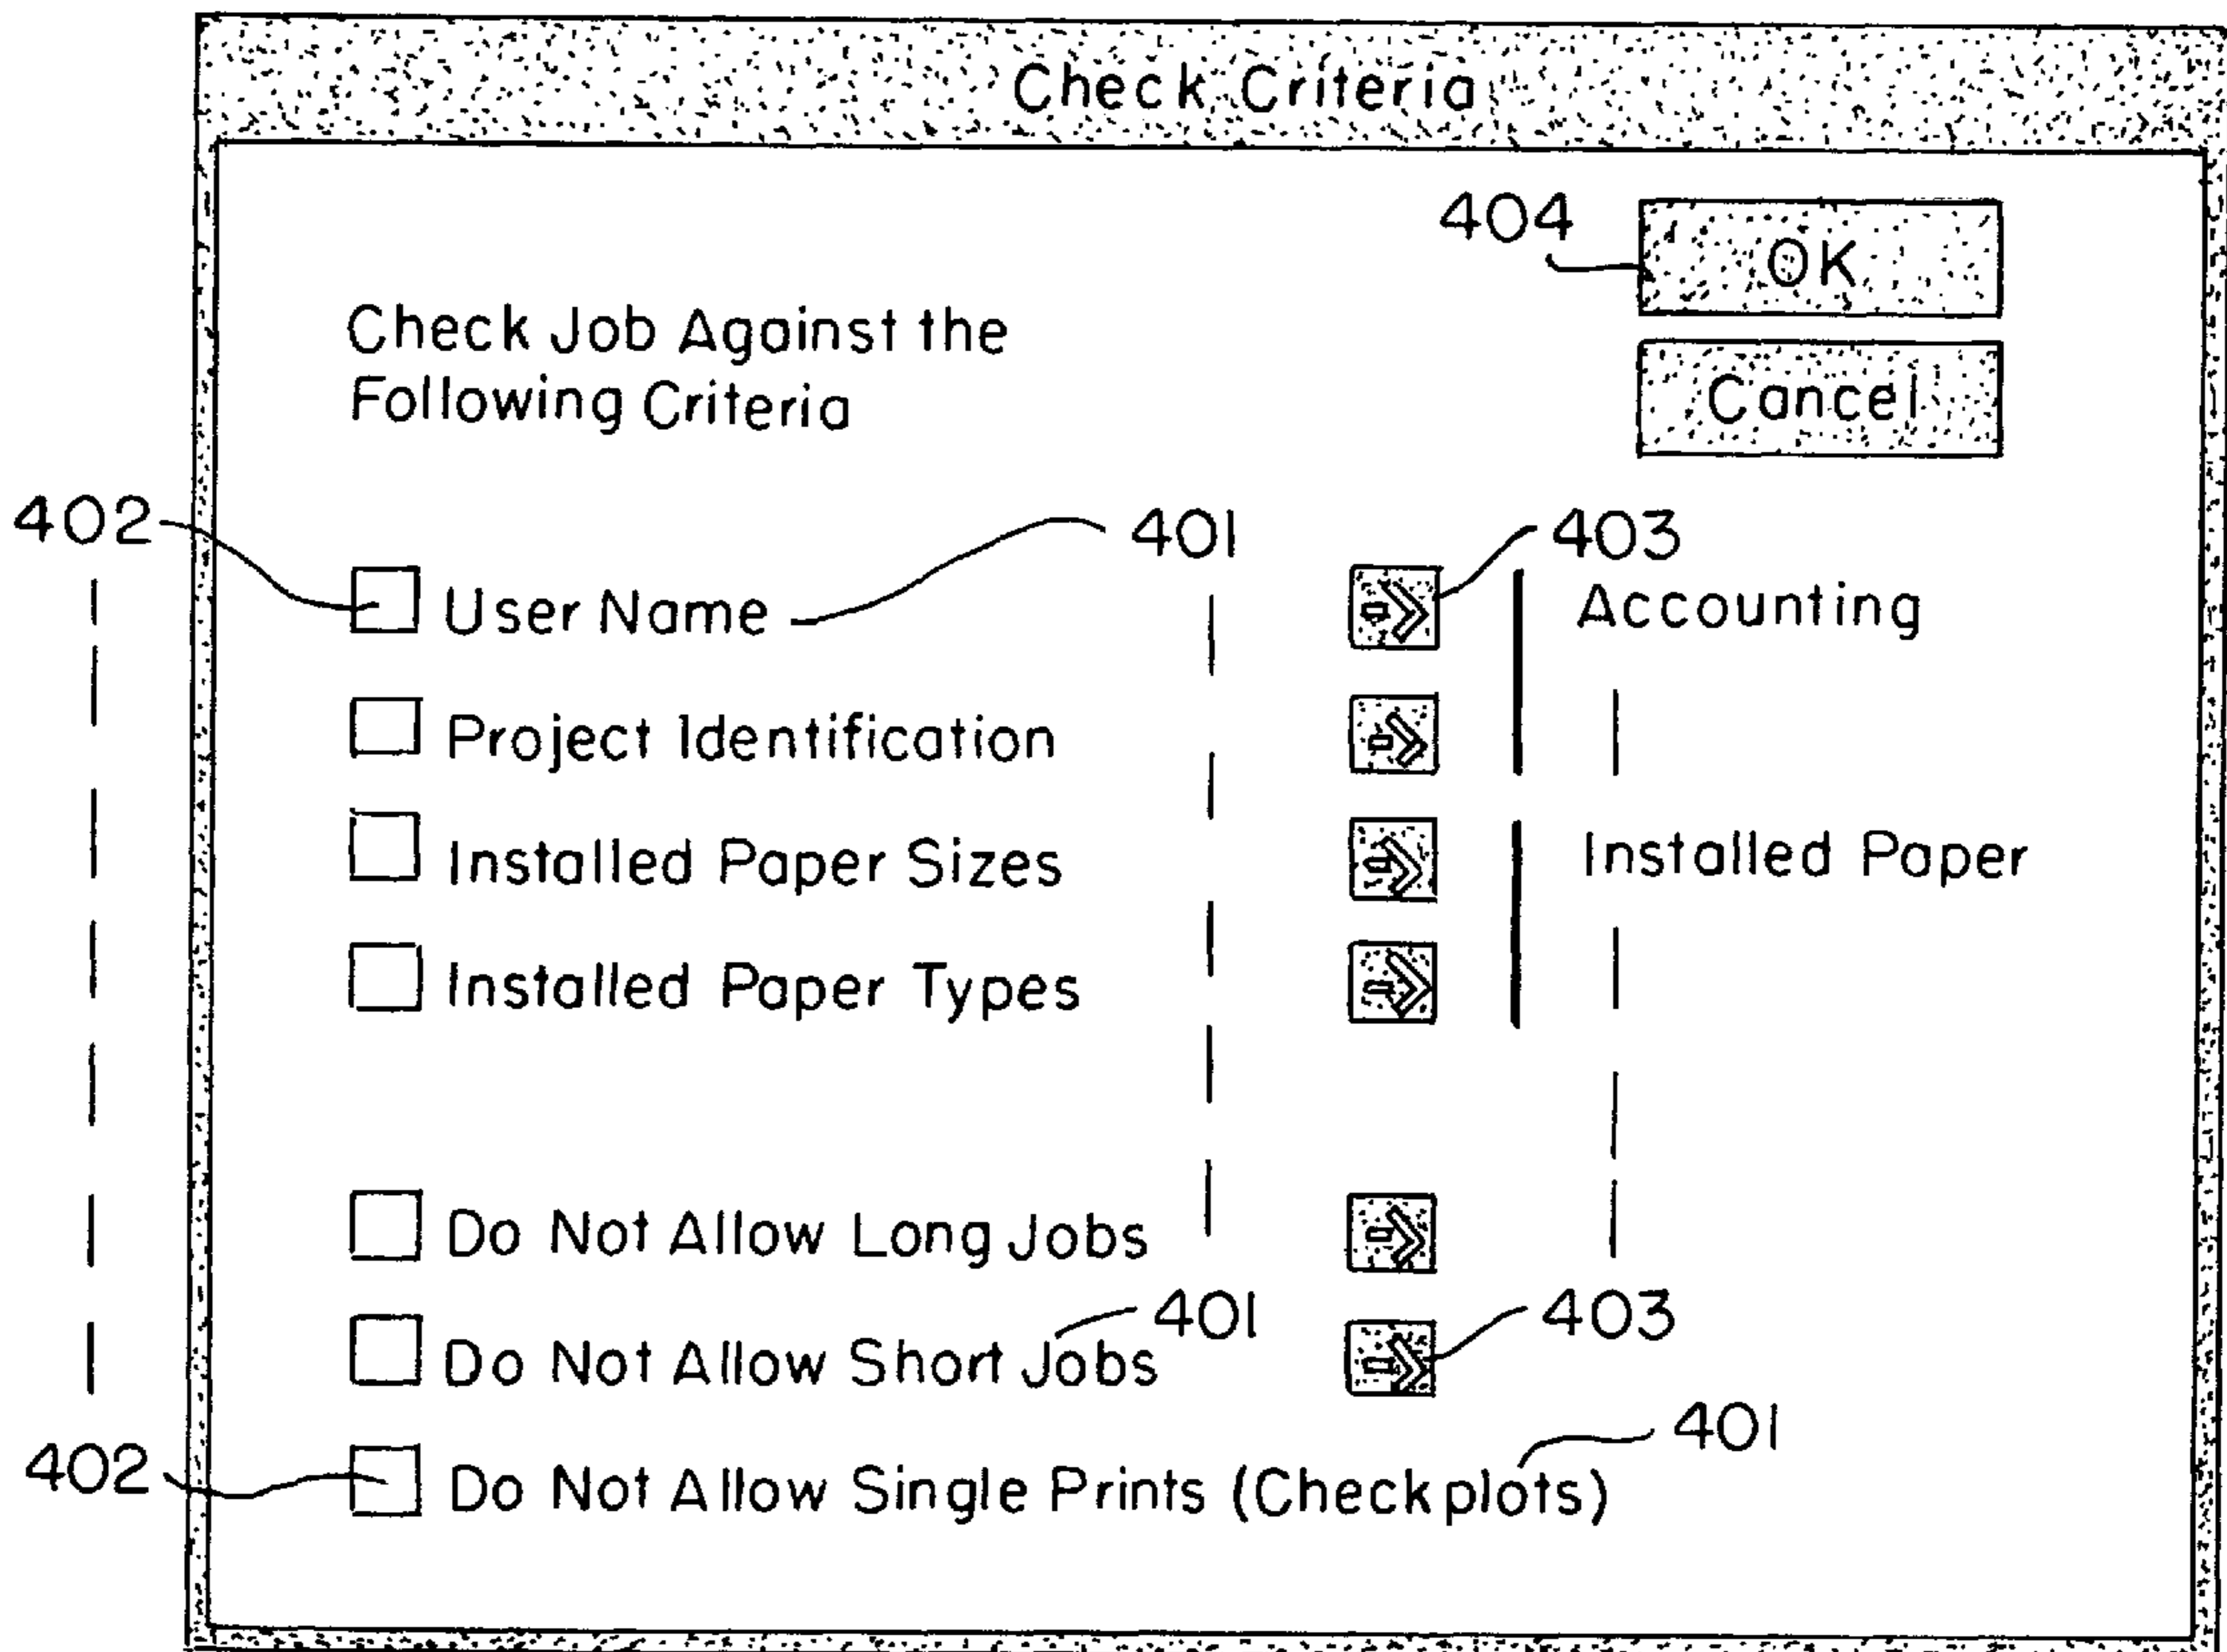 Check Criteria
404
OK
Check Job Against the
Following Criteria
Cancel
402
401
403
User Name
Accounting
Project Identification
Installed Paper Sizes
Installed Paper
Installed Paper Types
Do Not Allow Long Jobs
401
403
Do Not Allow Short Jobs
401
402
Do Not Allow Single Prints (Checkplots)